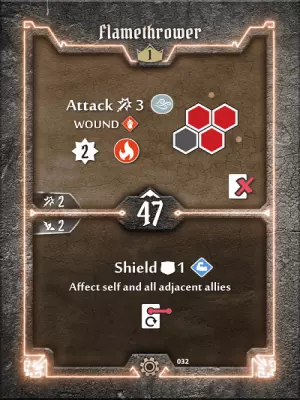 Flamethrower
1
Attack 3
WOUND
2
2
47
2
Shield 1
Affect self and all adjacent allies
032